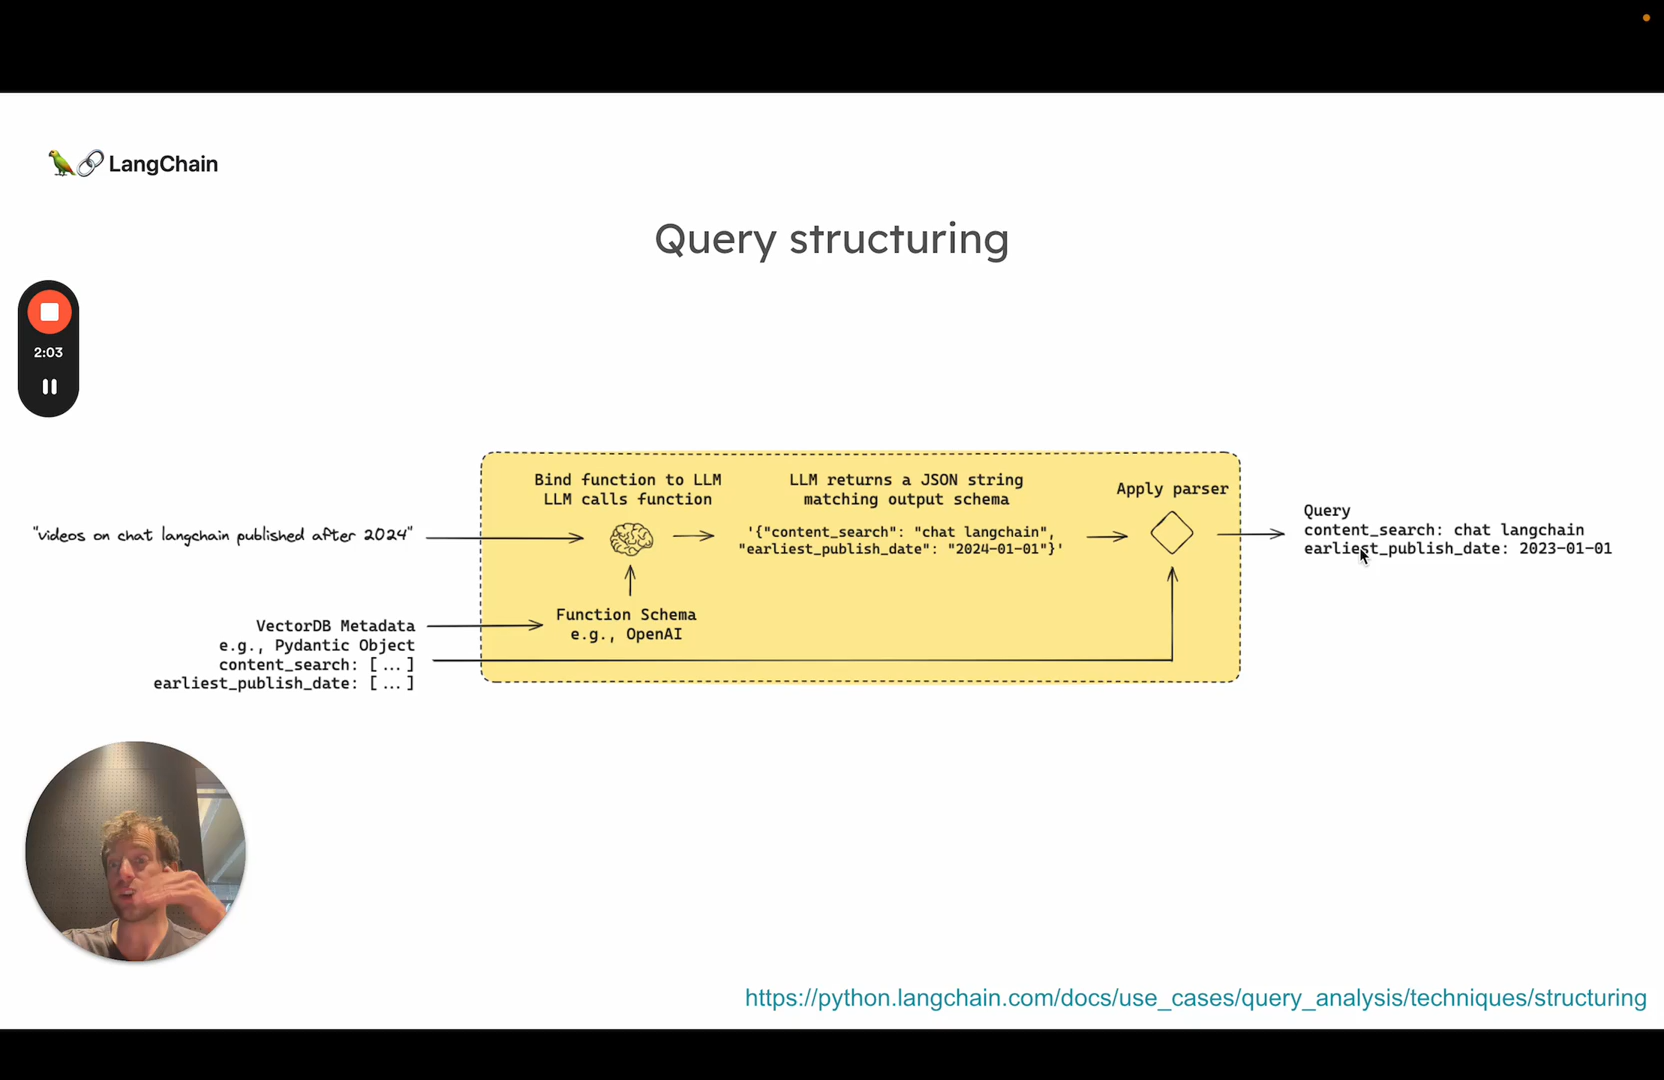 LangChain
Query structuring
2:03
Bind function to LLM
LLM calls function
LLM returns a JSON string
matching output schema
Apply parser
"videos on chat langchain published after 2024"
'{"content_search": "chat langchain",
"earliest_publish_date": "2024-01-01"}'
Query
content_search: chat langchain
earliest_publish_date: 2023-01-01
Function Schema
e.g., OpenAI
VectorDB Metadata
e.g., Pydantic Object
content_search: [...]
earliest_publish_date: [...]
https://python.langchain.com/docs/use_cases/query_analysis/techniques/structuring